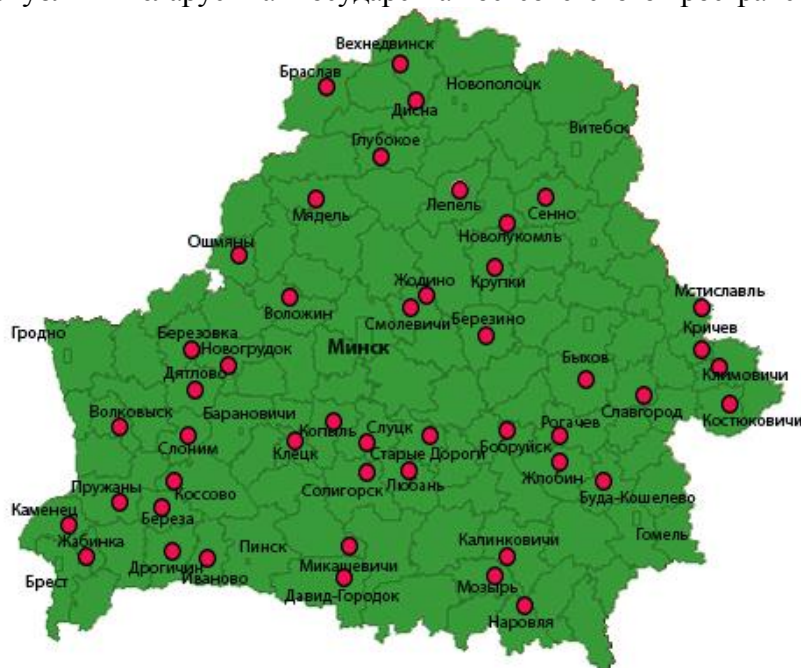 Вехнедвинск
Браслав
Новополоцк
Дисна
Витебск
Глубокое
Лепель
Сенно
Мядель
Новолукомль
Ошмяны
Жодино
Крупки
Мстиславль
Воложин
Смолевичи
Березино
Гродно
Березовка
Минск
Кричев
Новогрудок
Быхов
Климовичи
Дятлово
Славгород
Волковыск
Барановичи
Костюковичи
Копыль
Слуцк
Рогачев
Бобруйск
Слоним
Клецк
Старые Дороги
Жлобин
Солигорск
Любань
Пружаны
Коссово
Буда-Кошелево
Каменец
Береза
Гомель
Жабинка
Пинск
Калинковичи
Брест
Дрогичин
Иваново
Микашевичи
Мозырь
Давид-Городок
Наровля